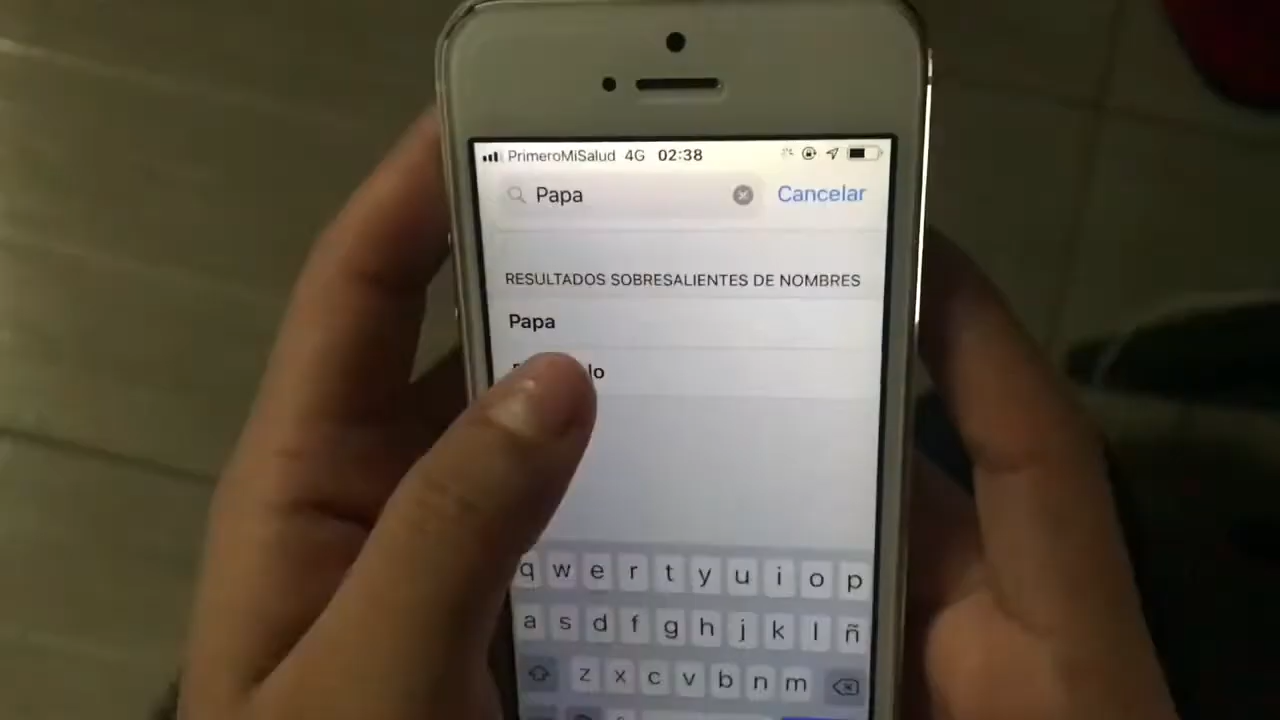 PrimeroMiSalud 4G 02:38
Papa
Cancelar
RESULTADOS SOBRESALIENTES DE NOMBRES
Papa
q w e r t y u i o p
a s d f g h j k l ñ
z x c v b n m